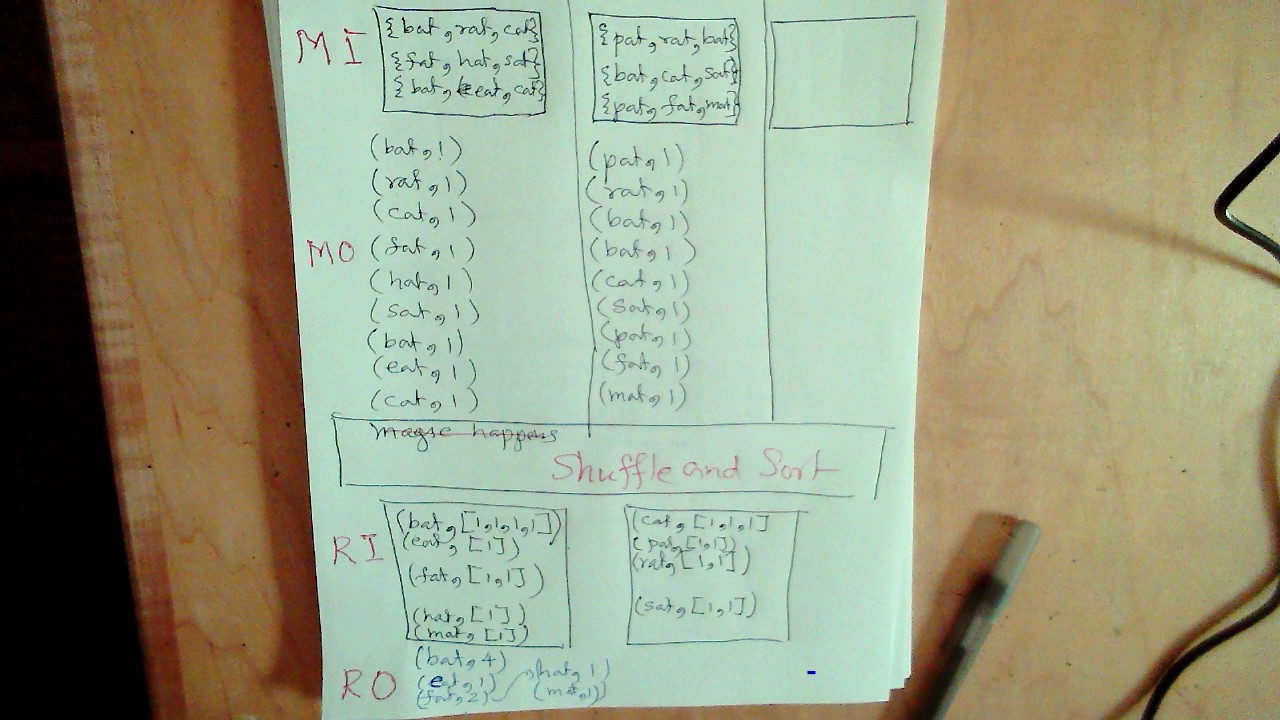 MI
{bat, rat, cat}
{fat, hat, sat}
{bat, eat, cat}
{pat, rat, bat}
{bat, cat, sat}
{pat, fat, mat}
MO
(bat, 1)
(rat, 1)
(cat, 1)
(fat, 1)
(hat, 1)
(sat, 1)
(bat, 1)
(eat, 1)
(cat, 1)
(pat, 1)
(rat, 1)
(bat, 1)
(bat, 1)
(cat, 1)
(sat, 1)
(pat, 1)
(fat, 1)
(mat, 1)
happens
Shuffle and Sort
RI
(bat, [1,1,1,1])
(eat, [1])
(fat, [1,1])
(hat, [1])
(mat, [1])
(cat, [1,1,1]
(pat, [1,1])
(rat, [1,1])
(sat, [1,1])
RO
(bat, 4)
(eat, 1)
(fat, 2)
(hat, 1)
(mat, 1)